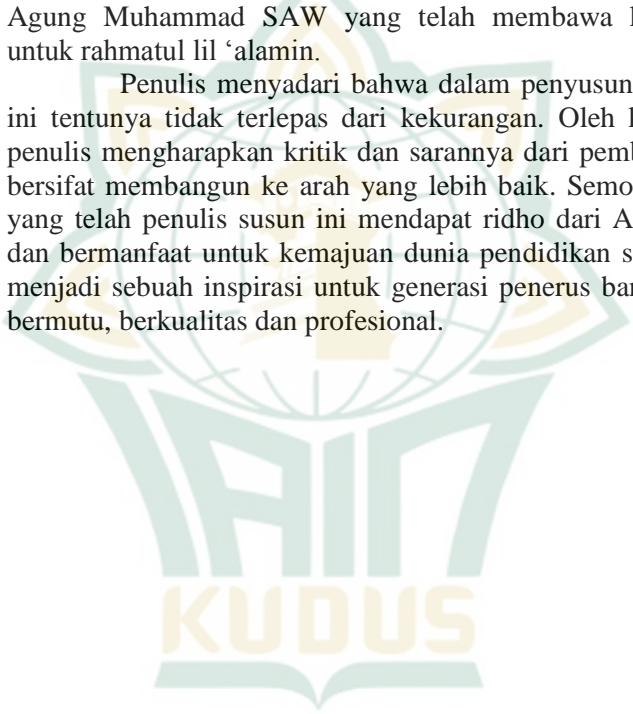 Agung Muhammad SAW yang telah membawa
untuk rahmatul lil ‘alamin.
Penulis menyadari bahwa dalam
ini tentunya tidak terlepas dari kekurangan. Oleh
penulis mengharapkan kritik dan sarannya dari
bersifat membangun ke arah yang lebih baik.
yang telah penulis susun ini mendapat ridho dari
dan bermanfaat untuk kemajuan dunia pendidikan
menjadi sebuah inspirasi untuk generasi penerus
bermutu, berkualitas dan profesional.
IAIN
KUDUS